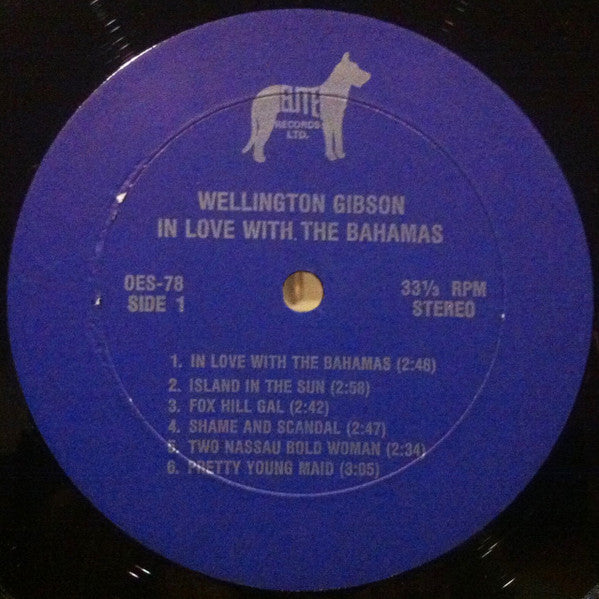 ELITE
RECORDS
LTD.
WELLINGTON GIBSON
IN LOVE WITH THE BAHAMAS
OES-78
SIDE 1
33⅓ RPM
STEREO
1. IN LOVE WITH THE BAHAMAS (2:46)
2. ISLAND IN THE SUN (2:58)
3. FOX HILL GAL (2:42)
4. SHAME AND SCANDAL (2:47)
5. TWO NASSAU BOLD WOMAN (2:34)
6. PRETTY YOUNG MAID (3:05)